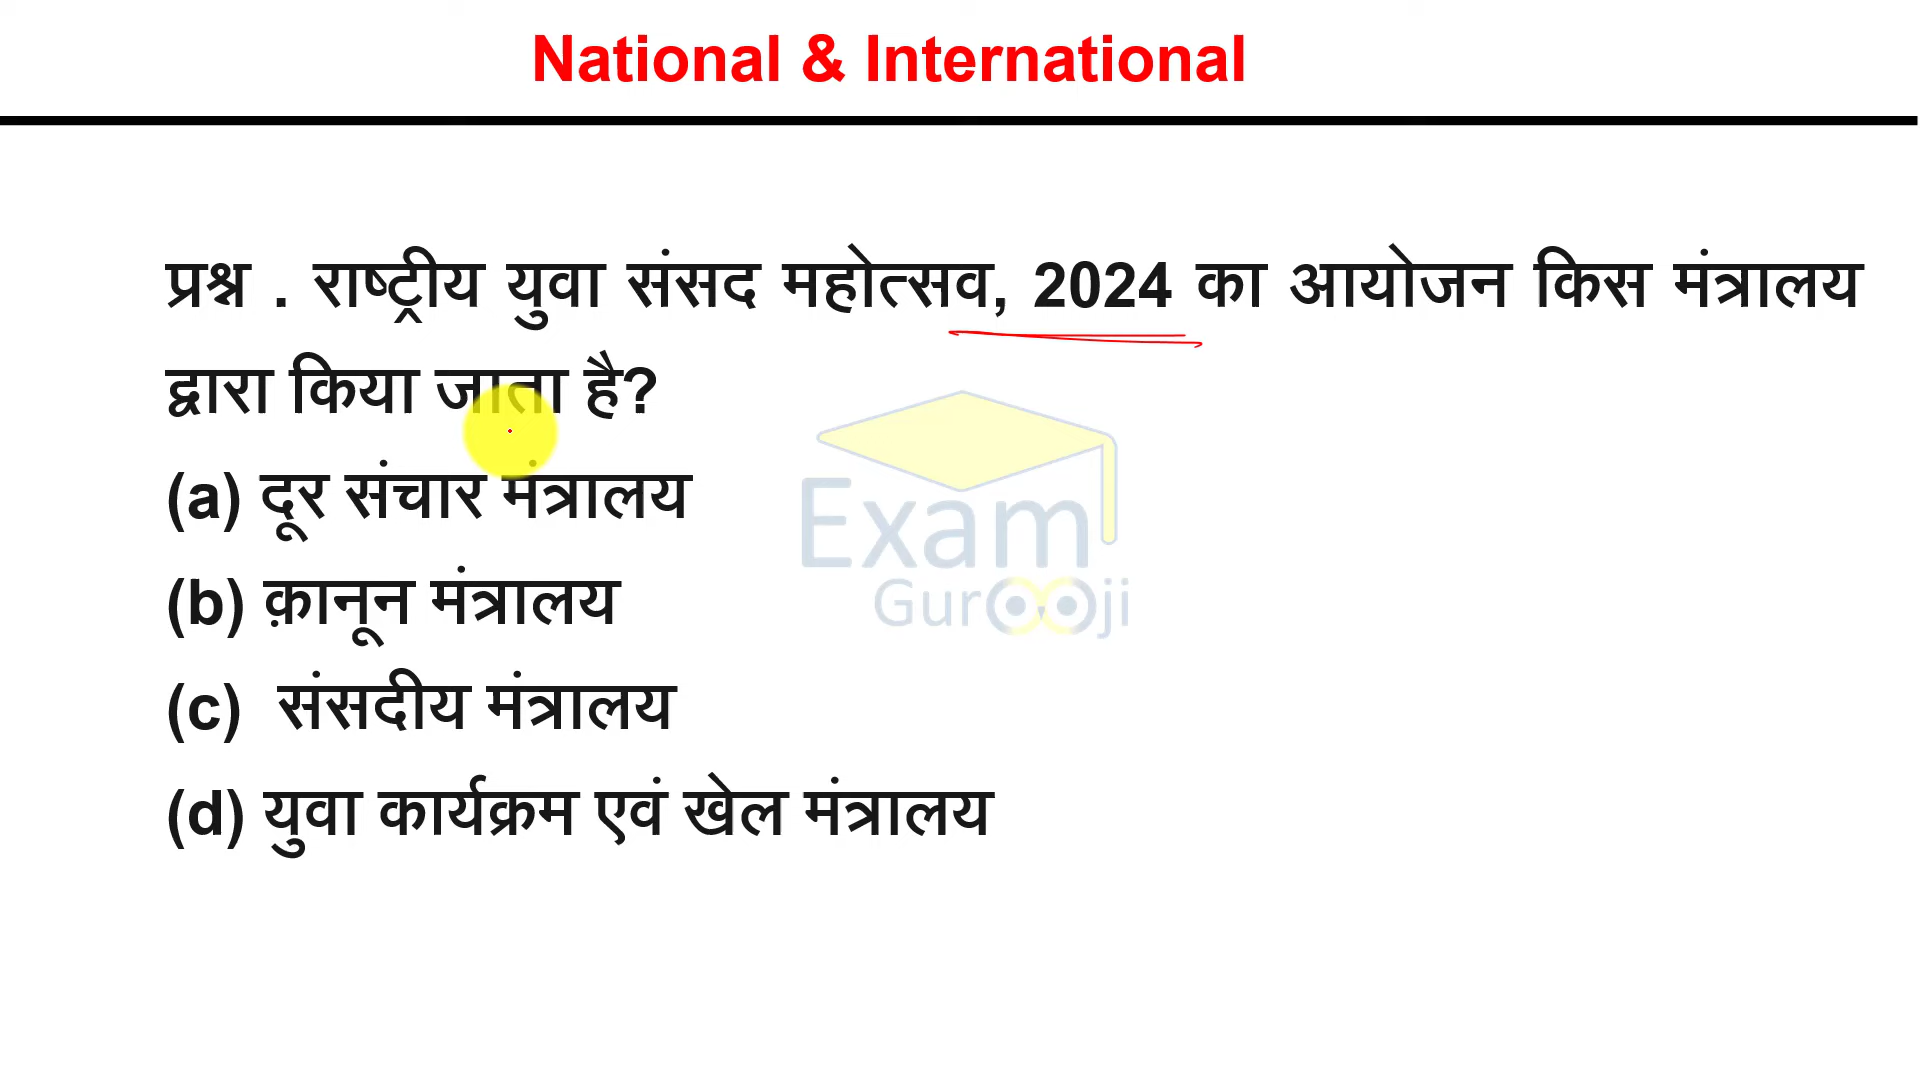 National & International
प्रश्न . राष्ट्रीय युवा संसद महोत्सव, 2024 का आयोजन किस मंत्रालय
द्वारा किया जाता है?
(a) दूर संचार मंत्रालय
(b) क़ानून मंत्रालय
(c) संसदीय मंत्रालय
(d) युवा कार्यक्रम एवं खेल मंत्रालय
Exam
Gurooji